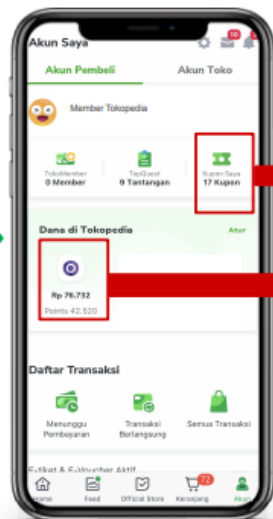 Akun Saya
Akun Pembeli
Akun Toko
Member Tokopedia
TokoMember
0 Member
TopQuest
9 Tantangan
Kupon Saya
17 Kupon
Dana di Tokopedia
Atur
Rp 76.732
Points 42.520
Daftar Transaksi
Menunggu
Pembayaran
Transaksi
Berlangsung
Semua Transaksi
E-tiket & E-Voucher Aktif
72
Home
Feed
Official Store
Keranjang
Akun